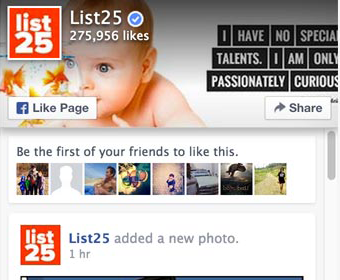 list
25
List25
275,956 likes
I HAVE NO SPECIAL
TALENTS. I AM ONLY
PASSIONATELY CURIOUS
Like Page
Share
Be the first of your friends to like this.
list
25
List25 added a new photo.
1 hr